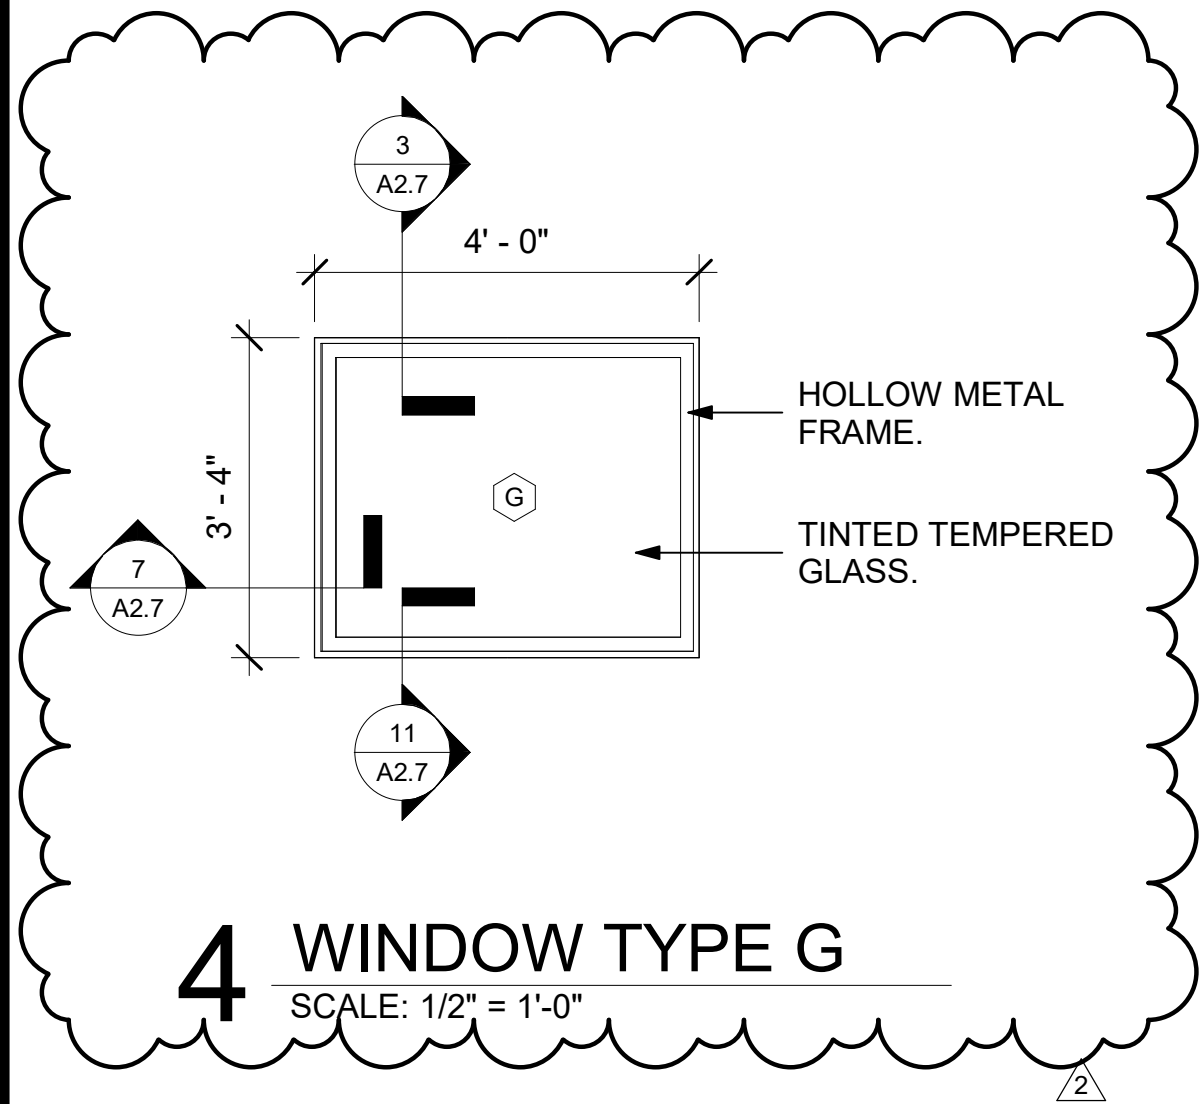 3
A2.7
4' - 0"
HOLLOW METAL
FRAME.
3' - 4"
G
TINTED TEMPERED
GLASS.
7
A2.7
11
A2.7
4 WINDOW TYPE G
SCALE: 1/2" = 1'-0"
2